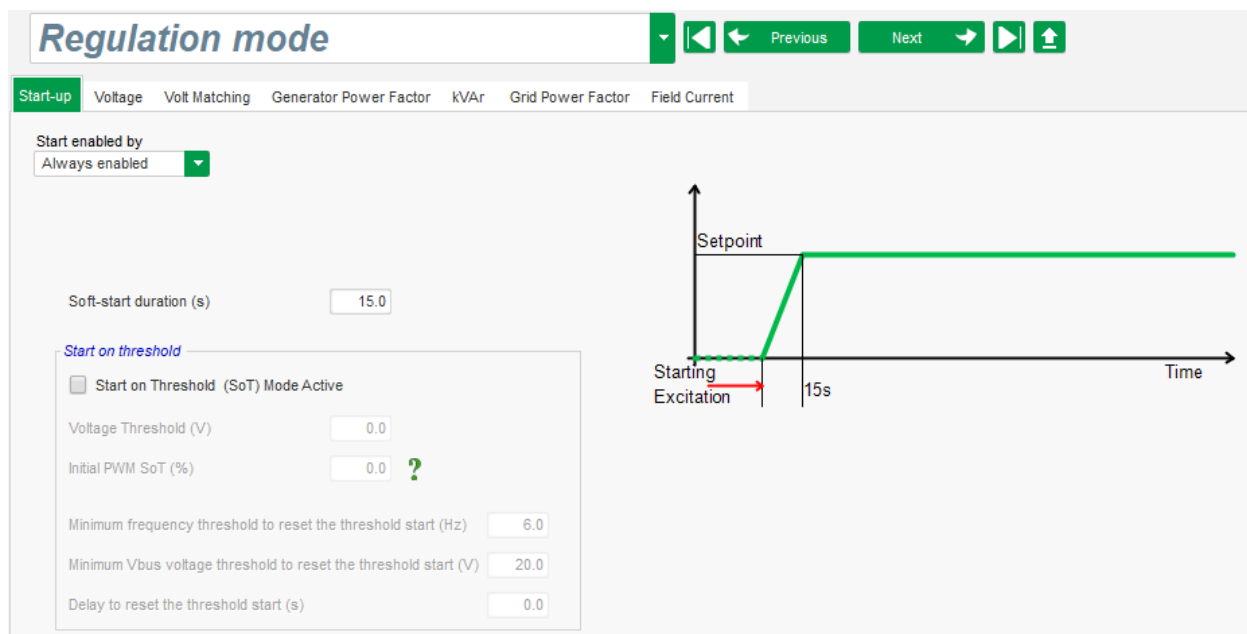 Regulation mode
Previous
Next
Start-up Voltage Volt Matching Generator Power Factor kVAr Grid Power Factor Field Current
Start enabled by
Always enabled
Soft-start duration (s) 15.0
Start on threshold
Start on Threshold (SoT) Mode Active
Voltage Threshold (V) 0.0
Initial PWM SoT (%) 0.0 ?
Minimum frequency threshold to reset the threshold start (Hz) 6.0
Minimum Vbus voltage threshold to reset the threshold start (V) 20.0
Delay to reset the threshold start (s) 0.0
Setpoint
Starting
Excitation
15s
Time